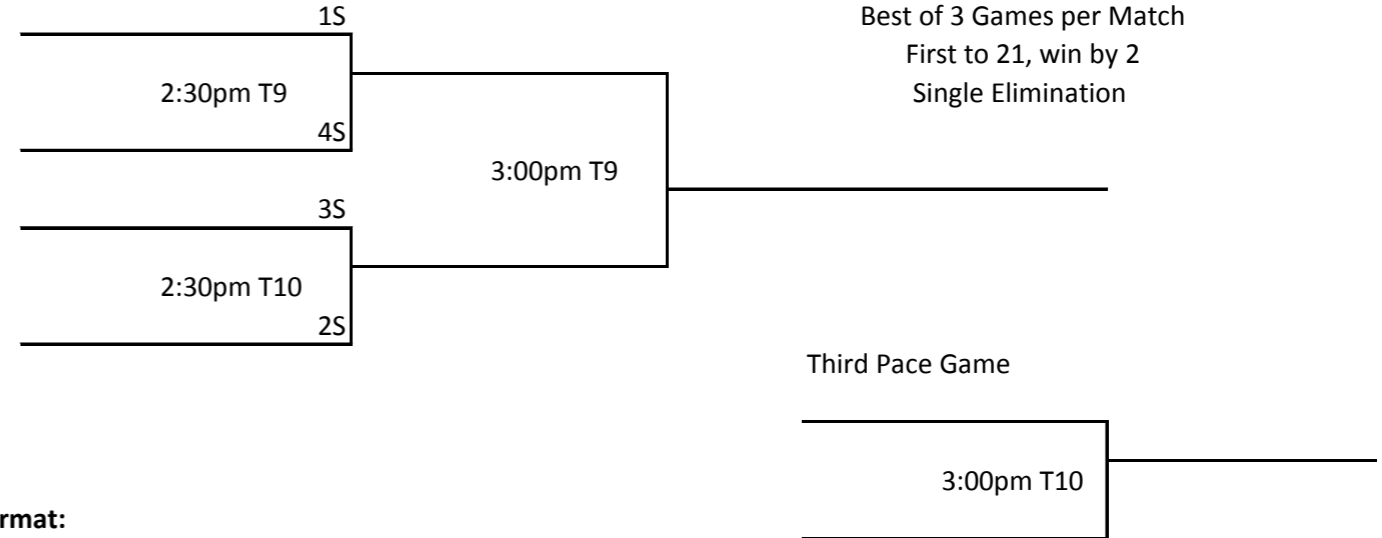 1S
Best of 3 Games per Match
First to 21, win by 2
2:30pm T9
Single Elimination
4S
3:00pm T9
3S
2:30pm T10
2S
Third Pace Game
3:00pm T10
rmat: